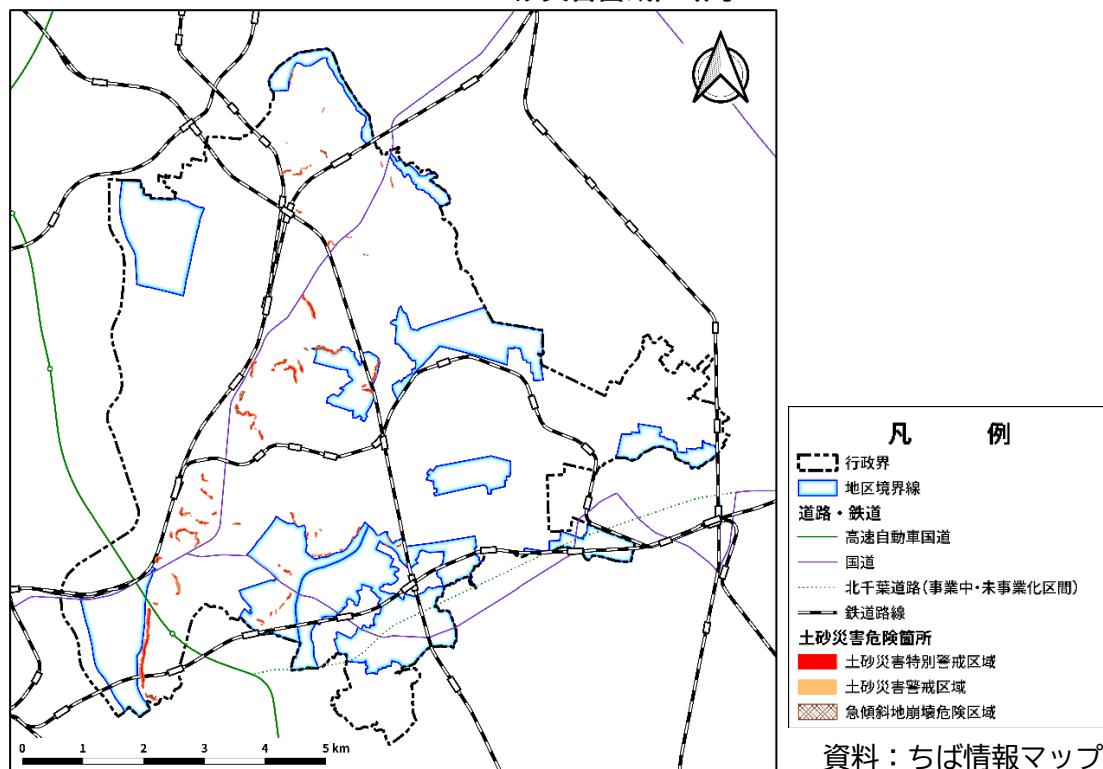 凡 例
行政界
地区境界線
道路・鉄道
高速自動車国道
国道
北千葉道路(事業中・未事業化区間)
鉄道路線
土砂災害危険箇所
土砂災害特別警戒区域
土砂災害警戒区域
急傾斜地崩壊危険区域
0 1 2 3 4 5 km
資料：ちば情報マップ